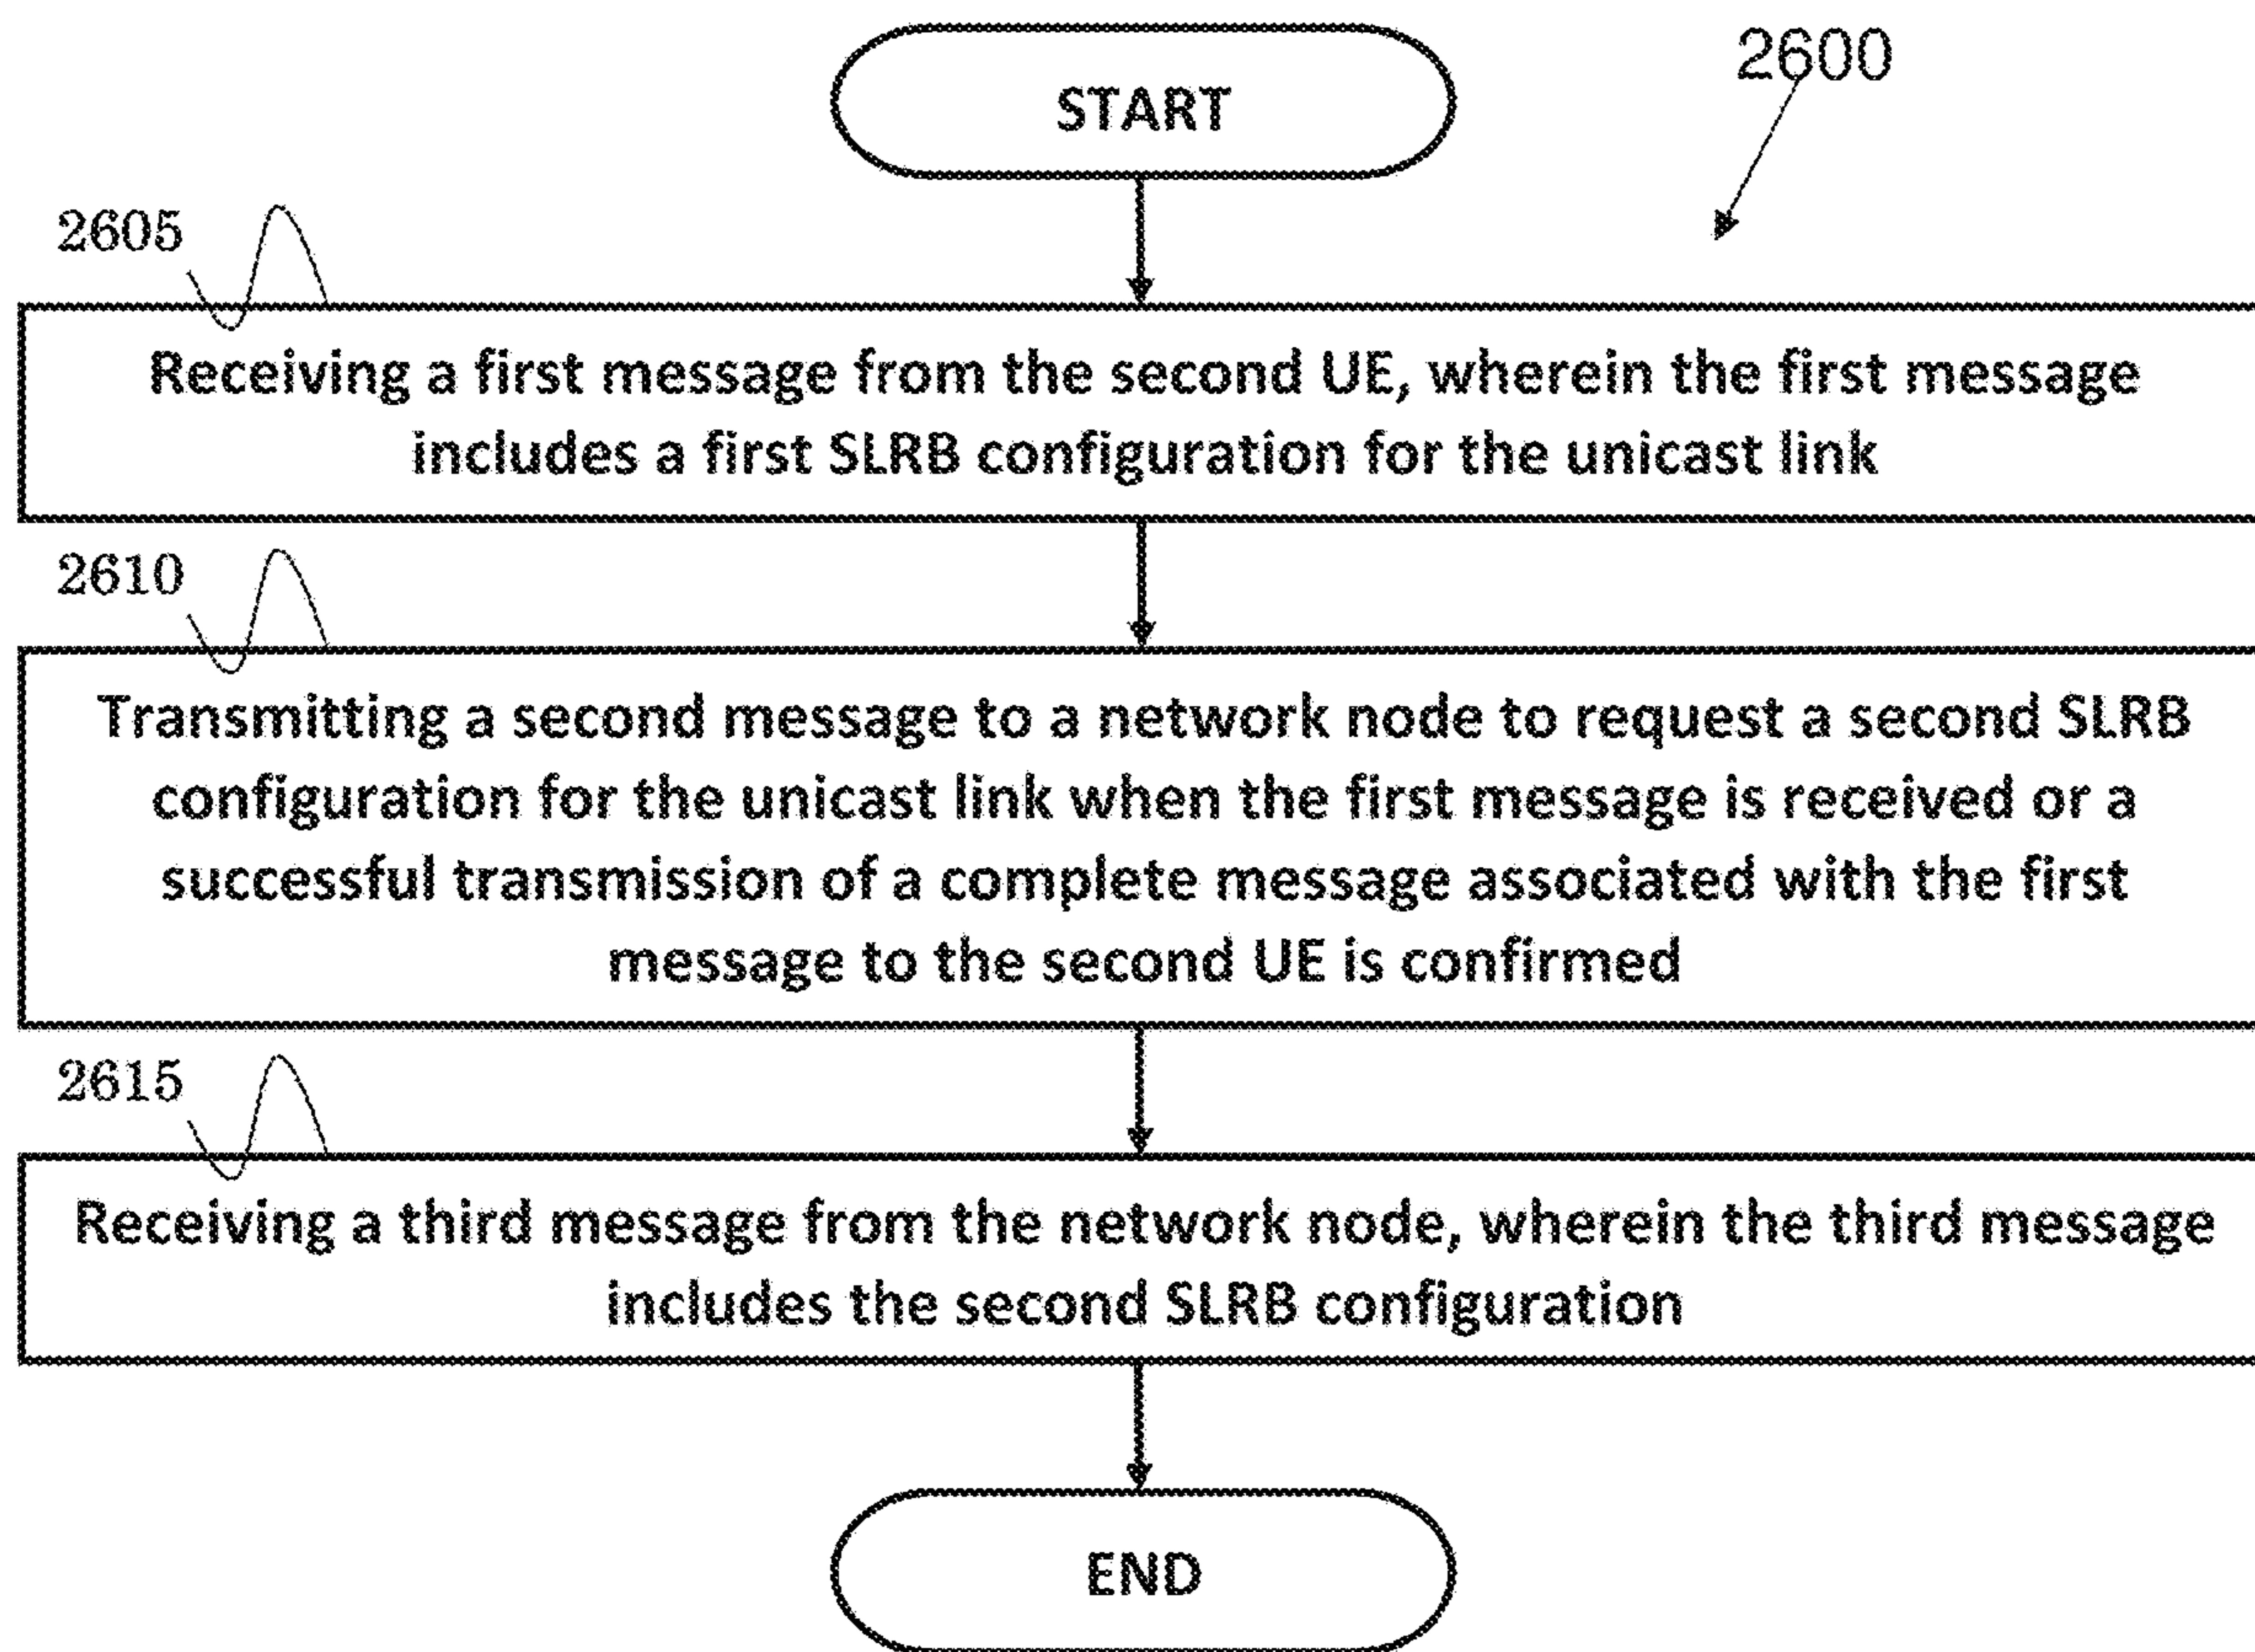 START
2600
2605
Receiving a first message from the second UE, wherein the first message
includes a first SLRB configuration for the unicast link
2610
Transmitting a second message to a network node to request a second SLRB
configuration for the unicast link when the first message is received or a
successful transmission of a complete message associated with the first
message to the second UE is confirmed
2615
Receiving a third message from the network node, wherein the third message
includes the second SLRB configuration
END